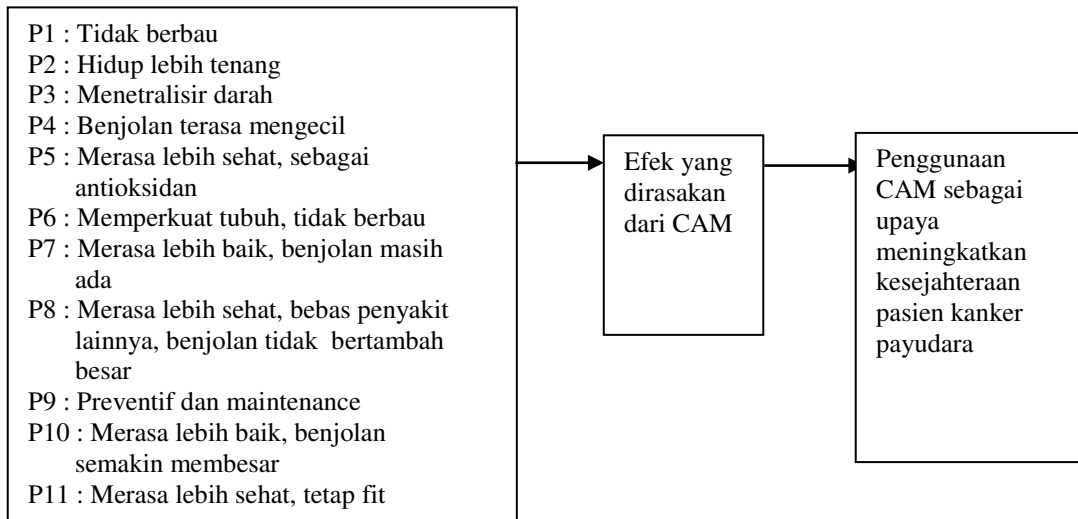 P1 : Tidak berbau
P2 : Hidup lebih tenang
P3 : Menetralisir darah
P4 : Benjolan terasa mengecil
P5 : Merasa lebih sehat, sebagai
antioksidan
P6 : Memperkuat tubuh, tidak berbau
P7 : Merasa lebih baik, benjolan masih
ada
P8 : Merasa lebih sehat, bebas penyakit
lainnya, benjolan tidak bertambah
besar
P9 : Preventif dan maintenance
P10 : Merasa lebih baik, benjolan
semakin membesar
P11 : Merasa lebih sehat, tetap fit
Efek yang
dirasakan
dari CAM
Penggunaan
CAM sebagai
upaya
meningkatkan
kesejahteraan
pasien kanker
payudara